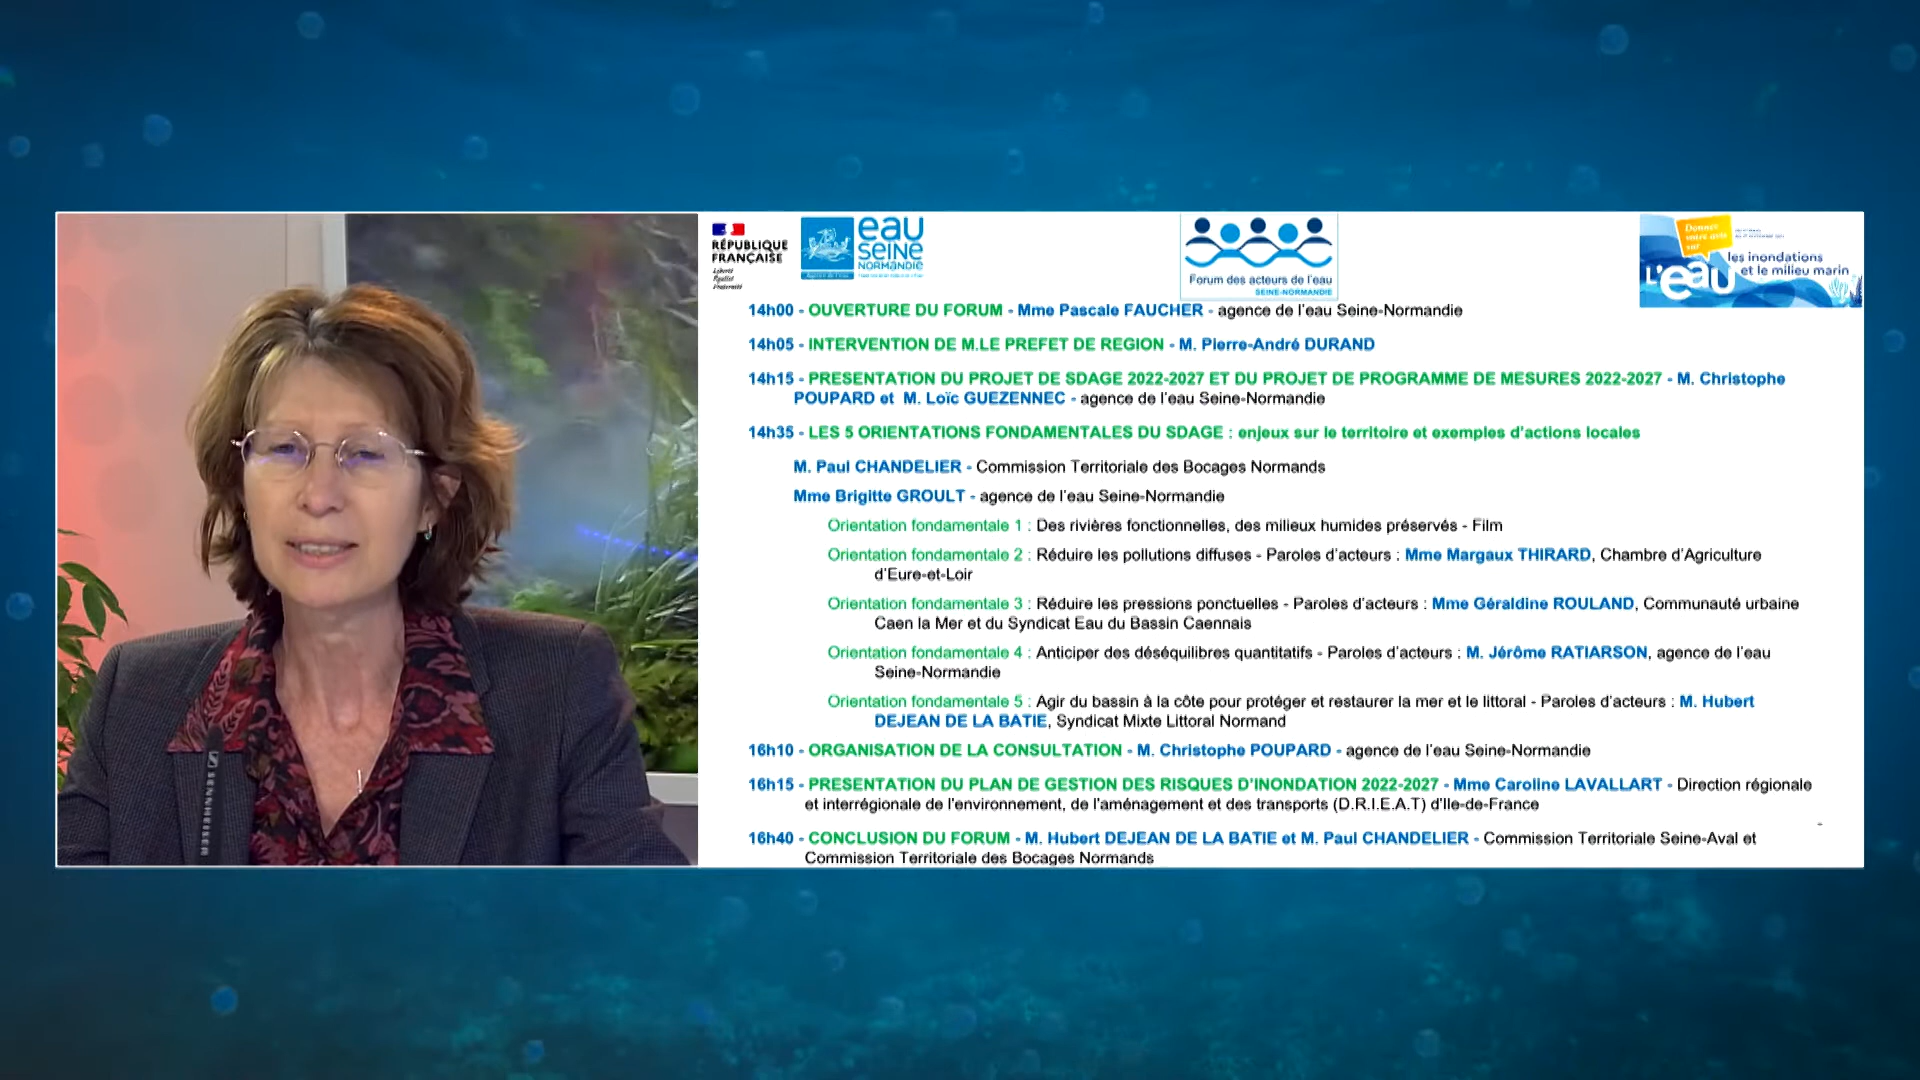 RÉPUBLIQUE
FRANÇAISE
Liberté
Égalité
Fraternité
eau
SEINE
NORMANDIE
Forum des acteurs de l'eau
SEINE-NORMANDIE
Donnez
votre avis
sur
L'eau
les inondations
et le milieu marin
14h00 - OUVERTURE DU FORUM - Mme Pascale FAUCHER - agence de l'eau Seine-Normandie
14h05 - INTERVENTION DE M.LE PREFET DE REGION - M. Pierre-André DURAND
14h15 - PRESENTATION DU PROJET DE SDAGE 2022-2027 ET DU PROJET DE PROGRAMME DE MESURES 2022-2027 - M. Christophe
POUPARD et M. Loïc GUEZENNEC - agence de l'eau Seine-Normandie
14h35 - LES 5 ORIENTATIONS FONDAMENTALES DU SDAGE : enjeux sur le territoire et exemples d'actions locales
M. Paul CHANDELIER - Commission Territoriale des Bocages Normands
Mme Brigitte GROULT - agence de l'eau Seine-Normandie
Orientation fondamentale 1 : Des rivières fonctionnelles, des milieux humides préservés - Film
Orientation fondamentale 2 : Réduire les pollutions diffuses - Paroles d'acteurs : Mme Margaux THIRARD, Chambre d'Agriculture
d'Eure-et-Loir
Orientation fondamentale 3 : Réduire les pressions ponctuelles - Paroles d'acteurs : Mme Géraldine ROULAND, Communauté urbaine
Caen la Mer et du Syndicat Eau du Bassin Caennais
Orientation fondamentale 4 : Anticiper des déséquilibres quantitatifs - Paroles d'acteurs : M. Jérôme RATIARSON, agence de l'eau
Seine-Normandie
Orientation fondamentale 5 : Agir du bassin à la côte pour protéger et restaurer la mer et le littoral - Paroles d'acteurs : M. Hubert
DEJEAN DE LA BATIE, Syndicat Mixte Littoral Normand
16h10 - ORGANISATION DE LA CONSULTATION - M. Christophe POUPARD - agence de l'eau Seine-Normandie
16h15 - PRESENTATION DU PLAN DE GESTION DES RISQUES D'INONDATION 2022-2027 - Mme Caroline LAVALLART - Direction régionale
et interrégionale de l'environnement, de l'aménagement et des transports (D.R.I.E.A.T) d'Ile-de-France
16h40 - CONCLUSION DU FORUM - M. Hubert DEJEAN DE LA BATIE et M. Paul CHANDELIER - Commission Territoriale Seine-Aval et
Commission Territoriale des Bocages Normands
SENNHEISER